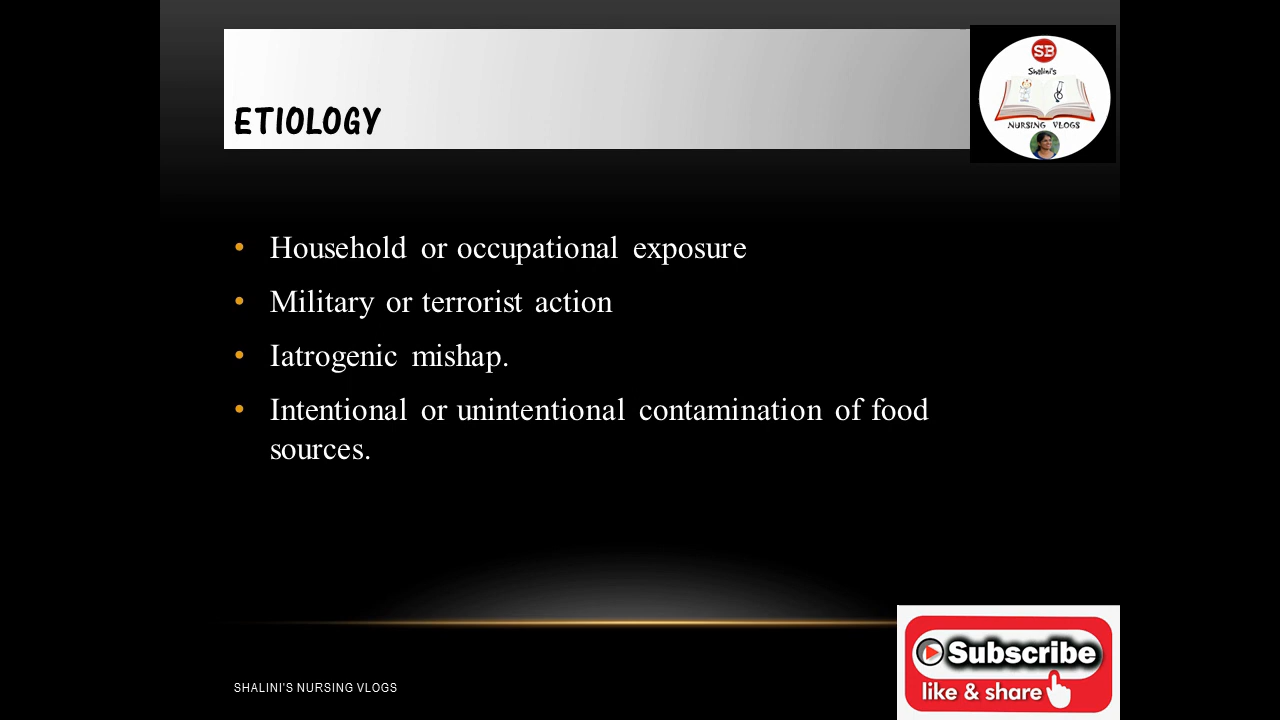 ETIOLOGY
SB
Shalini's
NURSING VLOGS
• Household or occupational exposure
• Military or terrorist action
• Iatrogenic mishap.
• Intentional or unintentional contamination of food
sources.
Subscribe
like & share
SHALINI'S NURSING VLOGS